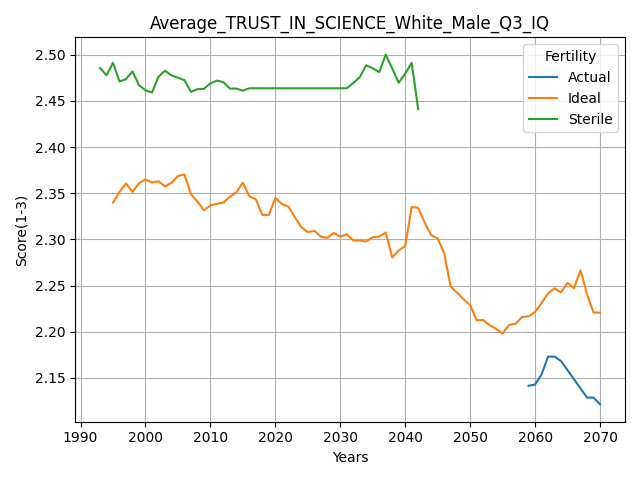 Average_TRUST_IN_SCIENCE_White_Male_Q3_IQ
Score(1-3)
2.50
2.45
2.40
2.35
2.30
2.25
2.20
2.15
Fertility
Actual
Ideal
Sterile
1990 2000 2010 2020 2030 2040 2050 2060 2070
Years